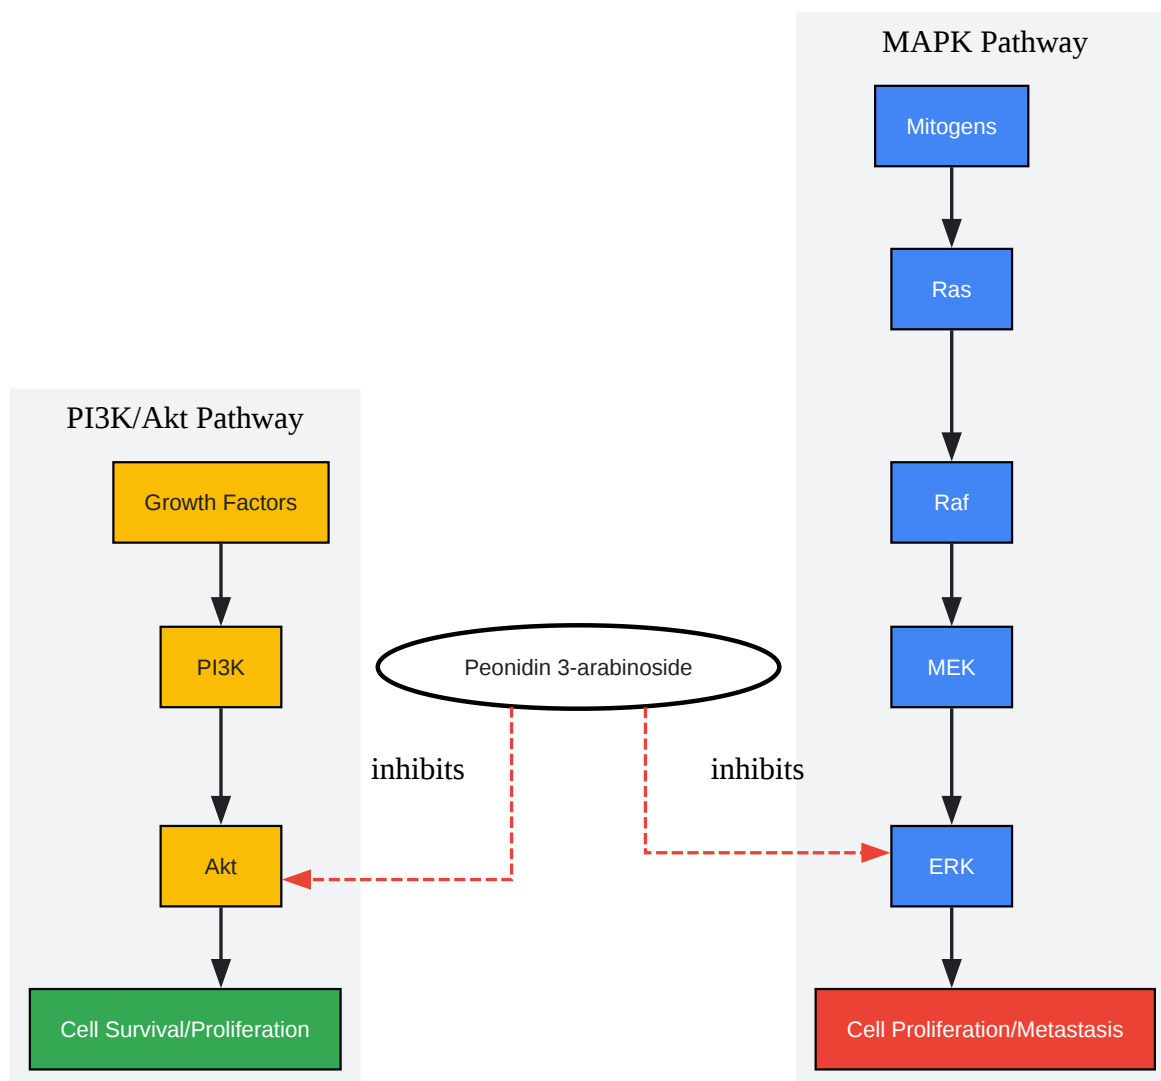 MAPK Pathway
Mitogens
Ras
Raf
MEK
ERK
Cell Proliferation/Metastasis
PI3K/Akt Pathway
Growth Factors
PI3K
Akt
Cell Survival/Proliferation
Peonidin 3-arabinoside
inhibits
inhibits